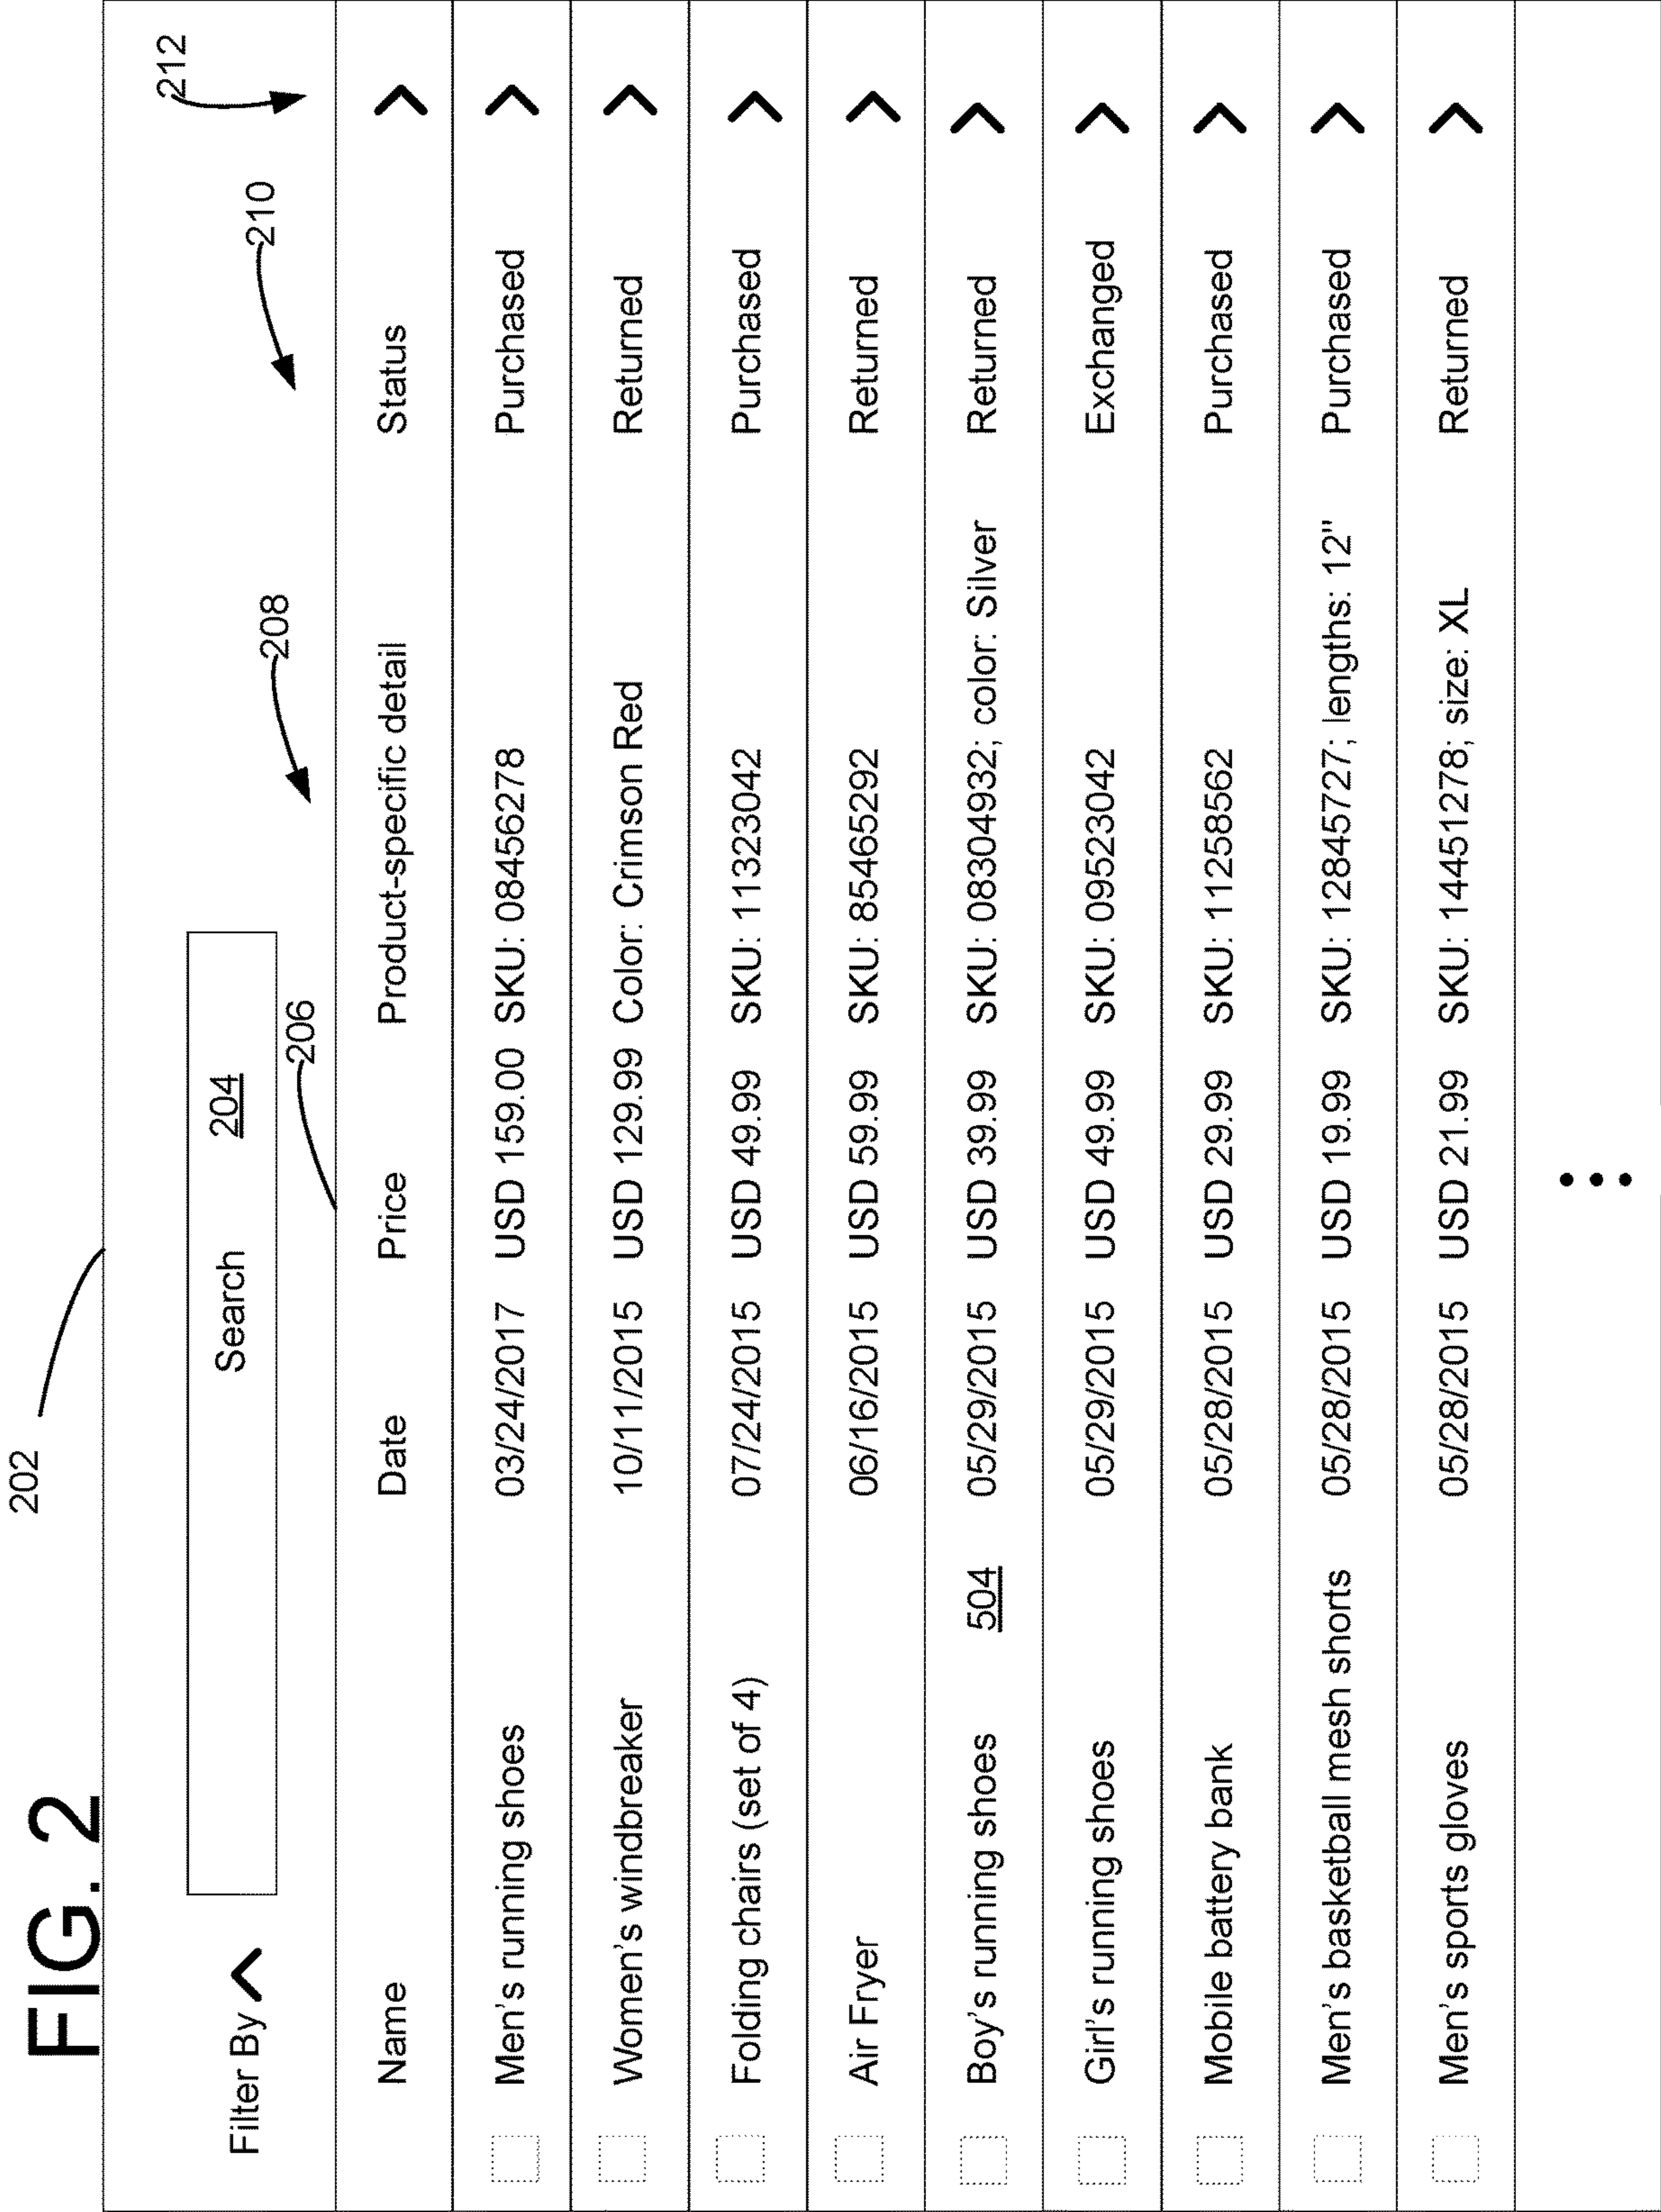 FIG. 2
202
212
210
208
206
Filter By
Search 204
Name Date Price Product-specific detail Status
Men's running shoes 03/24/2017 USD 159.00 SKU: 08456278 Purchased
Women's windbreaker 10/11/2015 USD 129.99 Color: Crimson Red Returned
Folding chairs (set of 4) 07/24/2015 USD 49.99 SKU: 11323042 Purchased
Air Fryer 06/16/2015 USD 59.99 SKU: 85465292 Returned
Boy's running shoes 504 05/29/2015 USD 39.99 SKU: 08304932; color: Silver Returned
Girl's running shoes 05/29/2015 USD 49.99 SKU: 09523042 Exchanged
Mobile battery bank 05/28/2015 USD 29.99 SKU: 11258562 Purchased
Men's basketball mesh shorts 05/28/2015 USD 19.99 SKU: 12845727; lengths: 12" Purchased
Men's sports gloves 05/28/2015 USD 21.99 SKU: 14451278; size: XL Returned